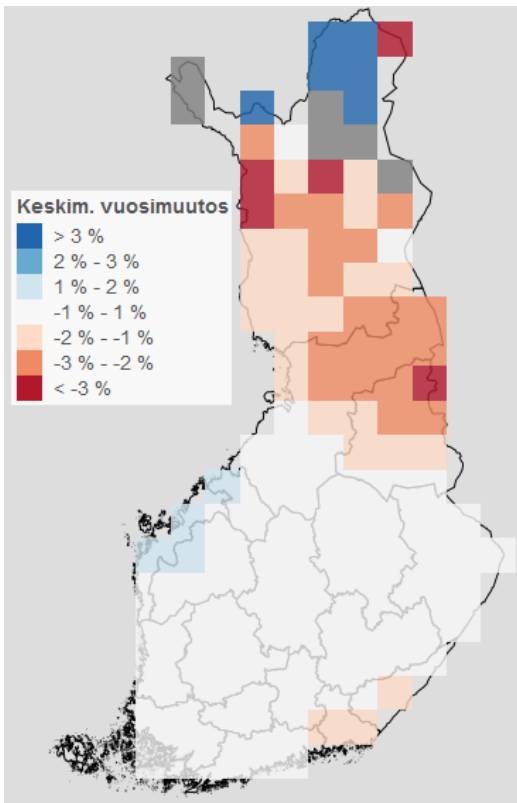 Keskim. vuosimuutos
> 3 %
2 % - 3 %
1 % - 2 %
-1 % - 1 %
-2 % - -1 %
-3 % - -2 %
< -3 %